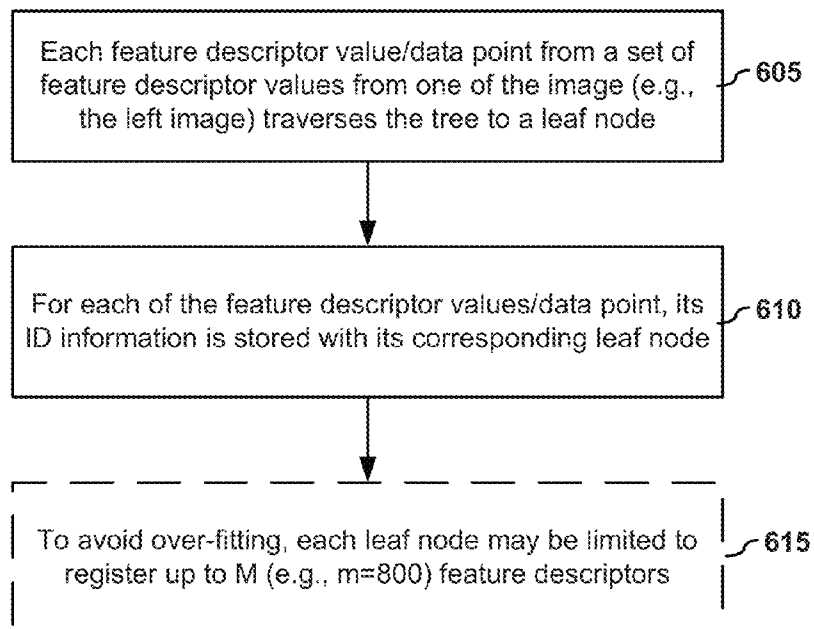 Each feature descriptor value/data point from a set of
feature descriptor values from one of the image (e.g.,
the left image) traverses the tree to a leaf node
605
For each of the feature descriptor values/data point, its
ID information is stored with its corresponding leaf node
610
To avoid over-fitting, each leaf node may be limited to
register up to M (e.g., m=800) feature descriptors
615